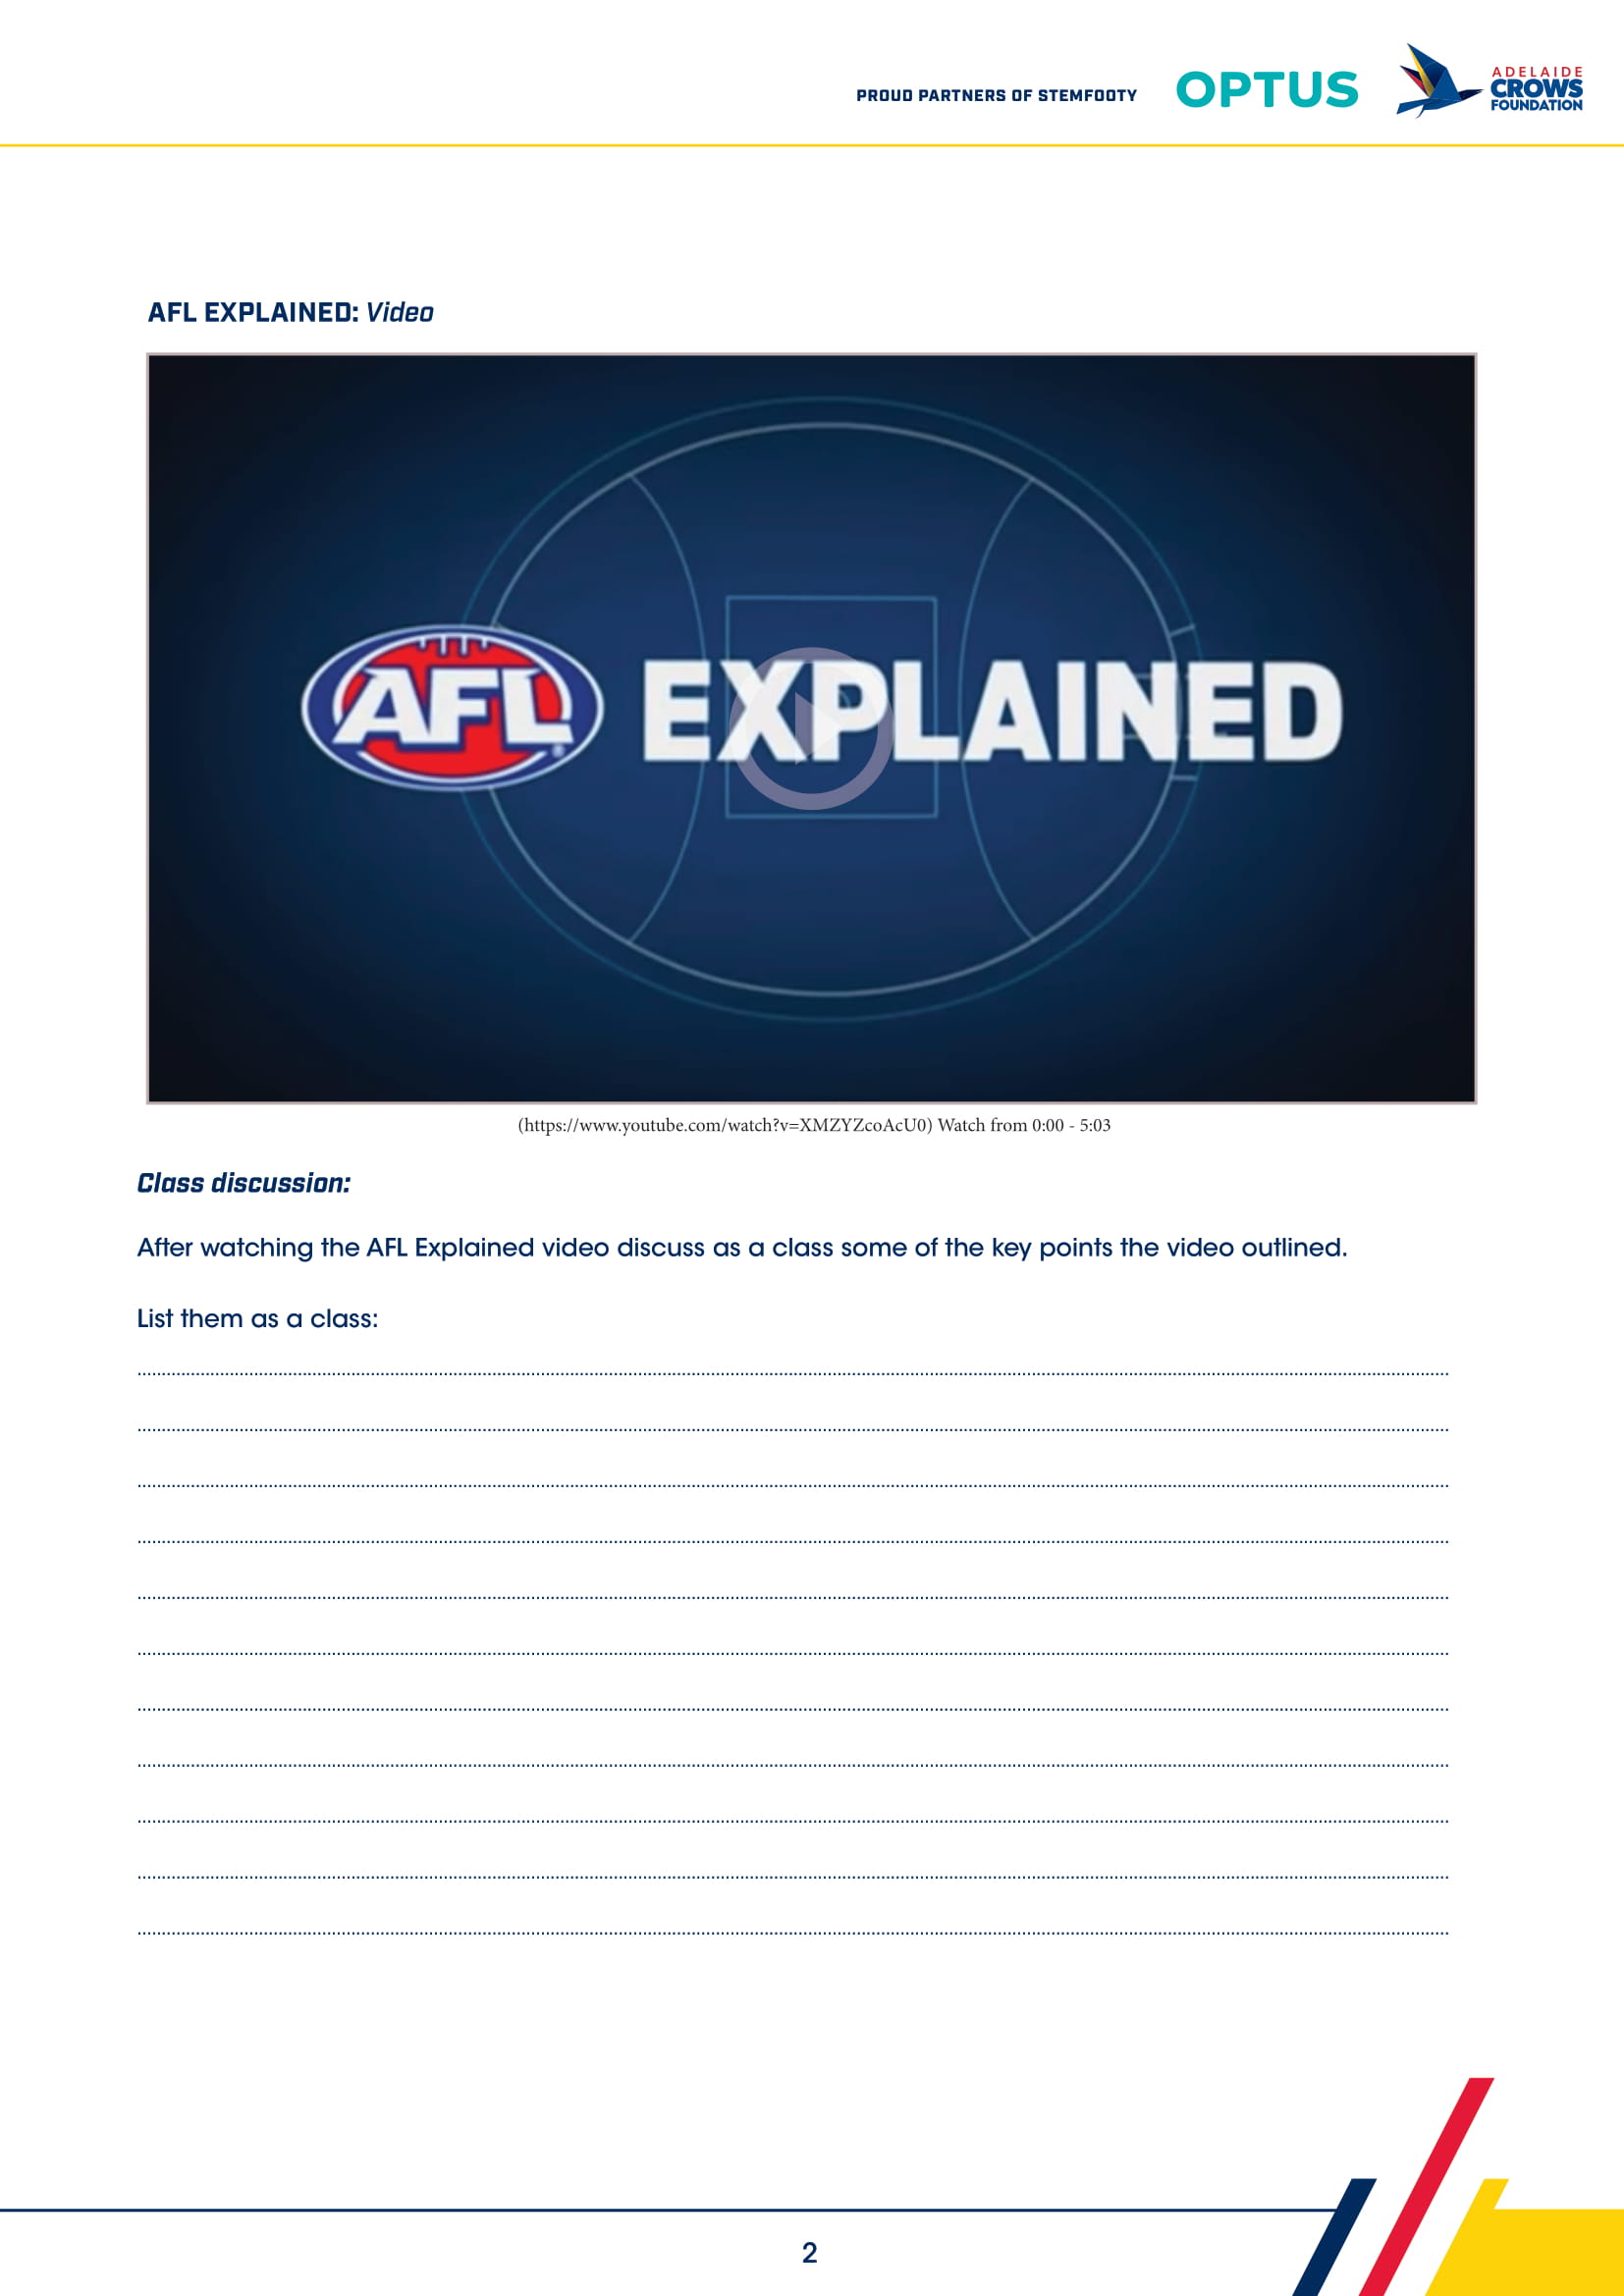 PROUD PARTNERS OF STEMFOOTY
OPTUS
ADELAIDE
CROWS
FOUNDATION
AFL EXPLAINED: Video
AFL EXPLAINED
(https://www.youtube.com/watch?v=XMZYZcoAcU0) Watch from 0:00 - 5:03
Class discussion:
After watching the AFL Explained video discuss as a class some of the key points the video outlined.
List them as a class:
2